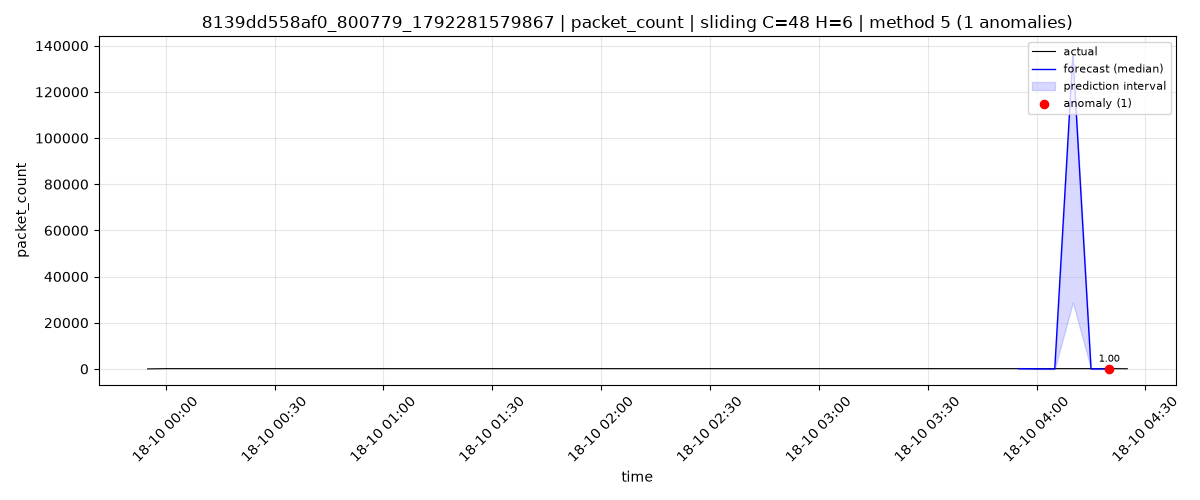 8139dd558af0_800779_1792281579867 | packet_count | sliding C=48 H=6 | method 5 (1 anomalies)
140000
120000
100000
80000
60000
40000
20000
0
packet_count
actual
forecast (median)
prediction interval
anomaly (1)
1.00
18-10 00:00
18-10 00:30
18-10 01:00
18-10 01:30
18-10 02:00
18-10 02:30
18-10 03:00
18-10 03:30
18-10 04:00
18-10 04:30
time